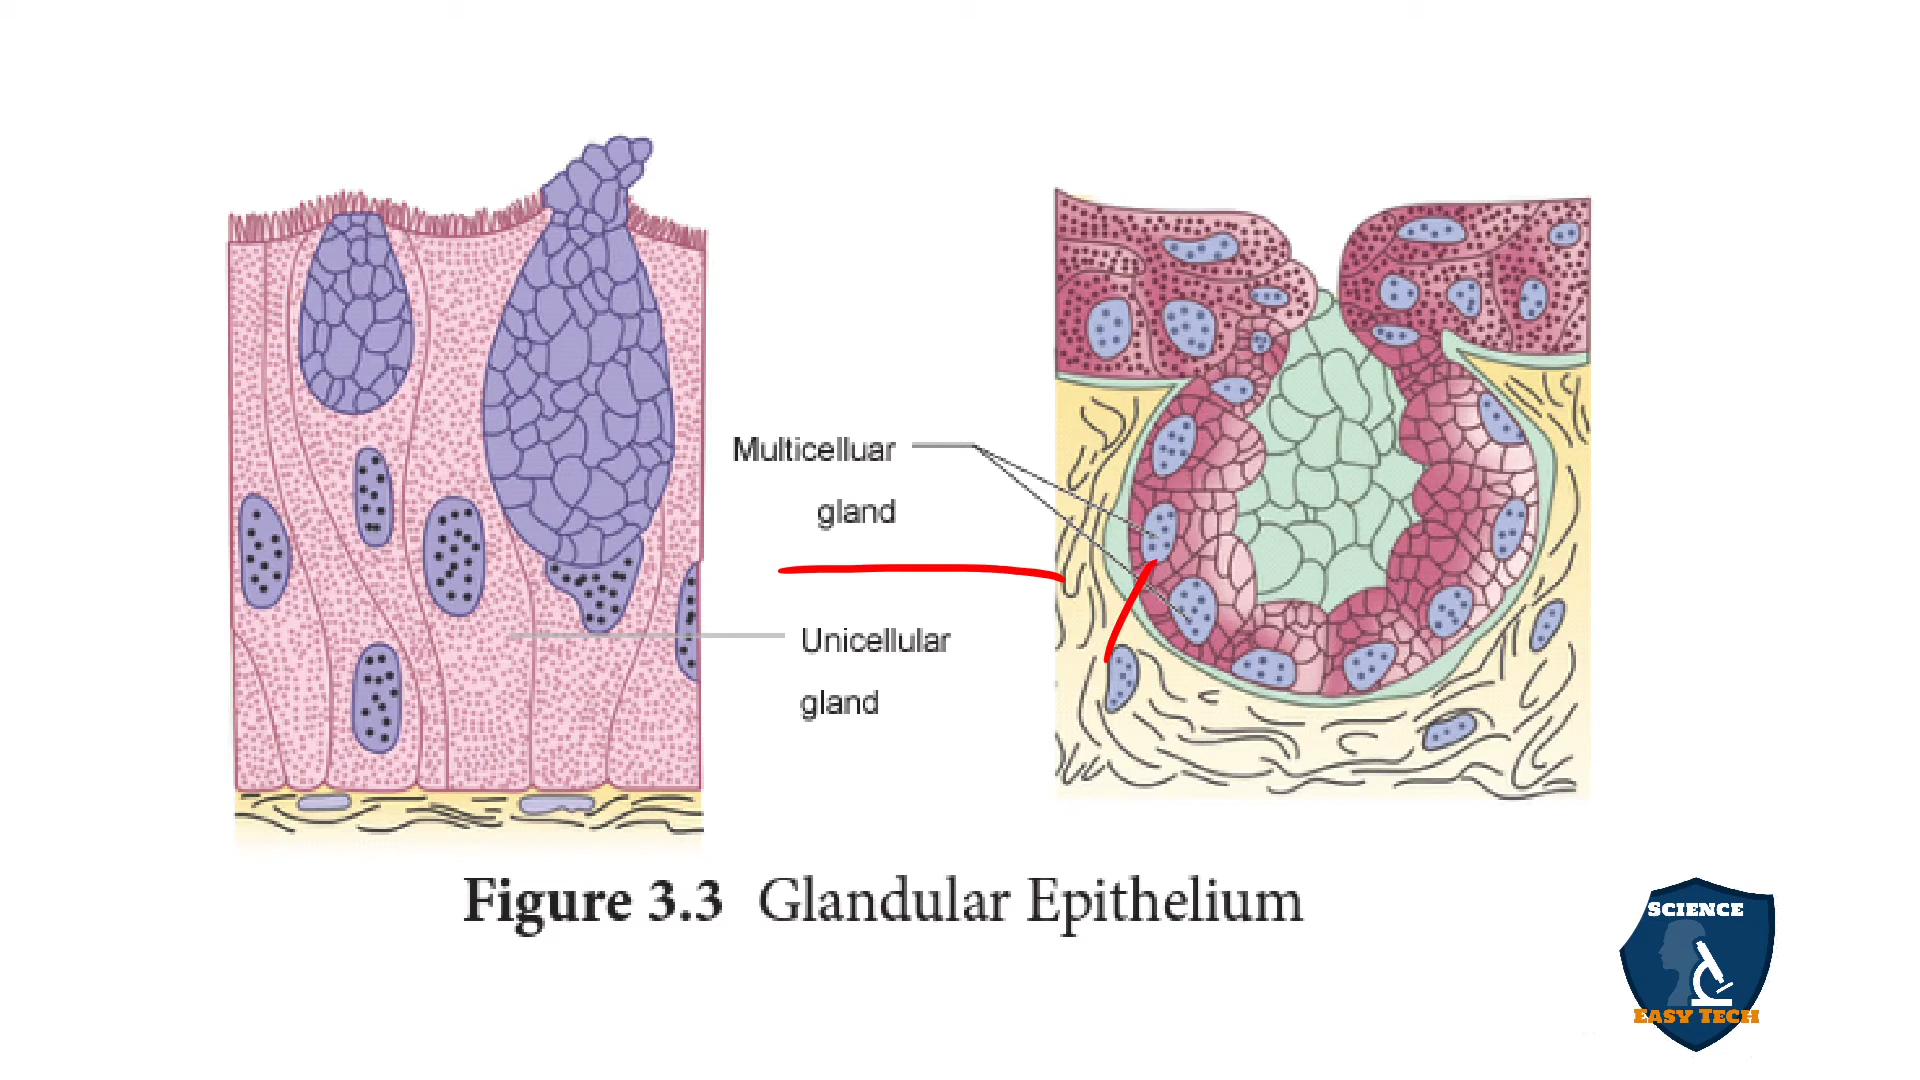 Multicelluar
gland
Unicellular
gland
Figure 3.3 Glandular Epithelium
SCIENCE
EASY TECH